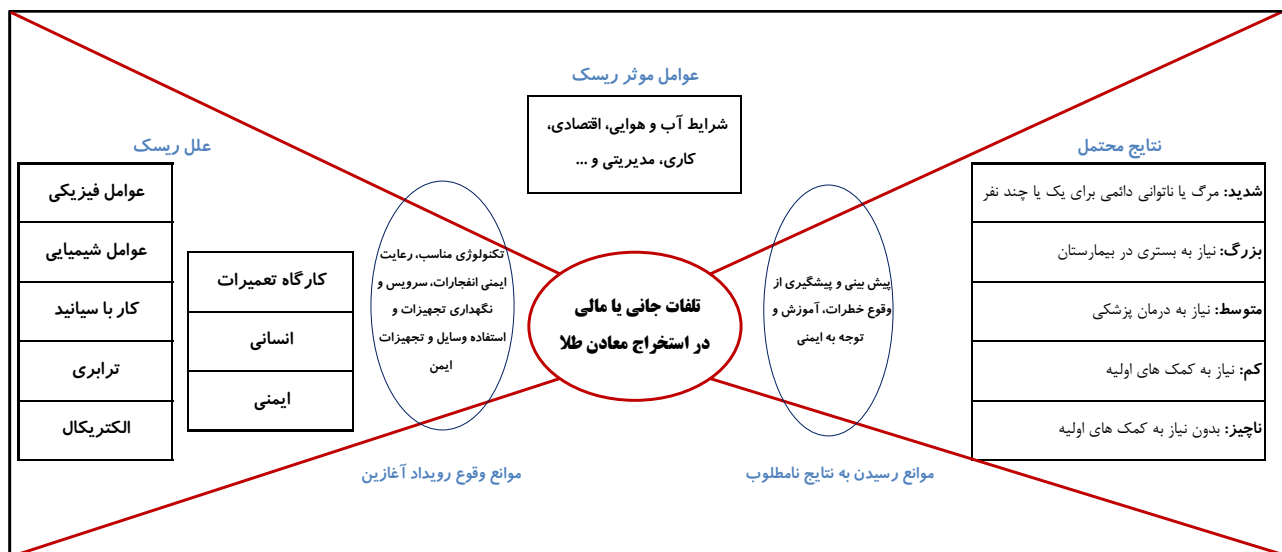 عوامل موثر ریسک
شرایط آب و هوایی، اقتصادی،
کاری، مدیریتی و ...
نتایج محتمل
شدید: مرگ یا ناتوانی دائمی برای یک یا چند نفر
بزرگ: نیاز به بستری در بیمارستان
متوسط: نیاز به درمان پزشکی
کم: نیاز به کمک های اولیه
ناچیز: بدون نیاز به کمک های اولیه
پیش بینی و پیشگیری از
وقوع خطرات، آموزش و
توجه به ایمنی
موانع رسیدن به نتایج نامطلوب
تلفات جانی یا مالی
در استخراج معادن طلا
تکنولوژی مناسب، رعایت
ایمنی انفجارات، سرویس و
نگهداری تجهیزات و
استفاده وسایل و تجهیزات
ایمن
موانع وقوع رویداد آغازین
علل ریسک
کارگاه تعمیرات
انسانی
ایمنی
عوامل فیزیکی
عوامل شیمیایی
کار با سیانید
ترابری
الکتریکال